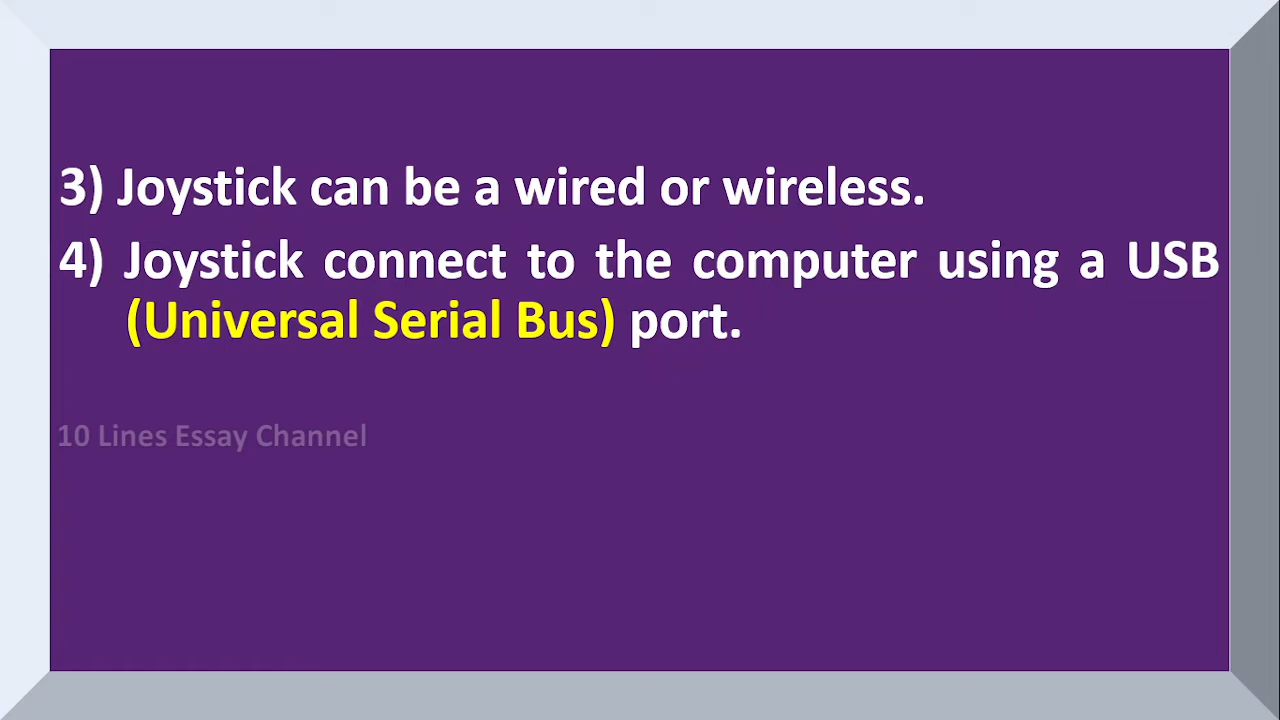 3) Joystick can be a wired or wireless.
4) Joystick connect to the computer using a USB
(Universal Serial Bus) port.
10 Lines Essay Channel